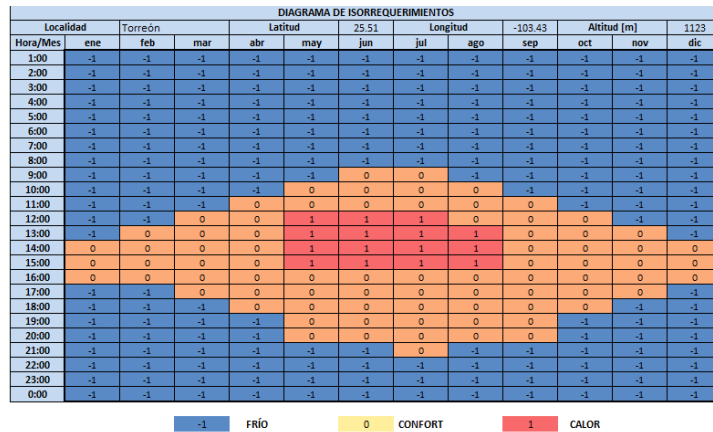 DIAGRAMA DE ISORREQUERIMIENTOS
Localidad Torreón Latitud 25.51 Longitud -103.43 Altitud [m] 1123
Hora/Mes ene feb mar abr may jun jul ago sep oct nov dic
1:00 -1 -1 -1 -1 -1 -1 -1 -1 -1 -1 -1 -1
2:00 -1 -1 -1 -1 -1 -1 -1 -1 -1 -1 -1 -1
3:00 -1 -1 -1 -1 -1 -1 -1 -1 -1 -1 -1 -1
4:00 -1 -1 -1 -1 -1 -1 -1 -1 -1 -1 -1 -1
5:00 -1 -1 -1 -1 -1 -1 -1 -1 -1 -1 -1 -1
6:00 -1 -1 -1 -1 -1 -1 -1 -1 -1 -1 -1 -1
7:00 -1 -1 -1 -1 -1 -1 -1 -1 -1 -1 -1 -1
8:00 -1 -1 -1 -1 -1 -1 -1 -1 -1 -1 -1 -1
9:00 -1 -1 -1 -1 -1 0 0 -1 -1 -1 -1 -1
10:00 -1 -1 -1 -1 0 0 0 0 -1 -1 -1 -1
11:00 -1 -1 -1 0 0 0 0 0 0 -1 -1 -1
12:00 -1 -1 0 0 1 1 1 0 0 0 -1 -1
13:00 -1 0 0 0 1 1 1 1 0 0 0 -1
14:00 0 0 0 0 1 1 1 1 0 0 0 0
15:00 0 0 0 0 1 1 1 1 0 0 0 0
16:00 0 0 0 0 0 0 0 0 0 0 0 0
17:00 -1 -1 0 0 0 0 0 0 0 0 0 -1
18:00 -1 -1 -1 0 0 0 0 0 0 0 -1 -1
19:00 -1 -1 -1 -1 0 0 0 0 0 -1 -1 -1
20:00 -1 -1 -1 -1 0 0 0 0 0 -1 -1 -1
21:00 -1 -1 -1 -1 -1 -1 0 -1 -1 -1 -1 -1
22:00 -1 -1 -1 -1 -1 -1 -1 -1 -1 -1 -1 -1
23:00 -1 -1 -1 -1 -1 -1 -1 -1 -1 -1 -1 -1
0:00 -1 -1 -1 -1 -1 -1 -1 -1 -1 -1 -1 -1
-1 FRÍO 0 CONFORT 1 CALOR